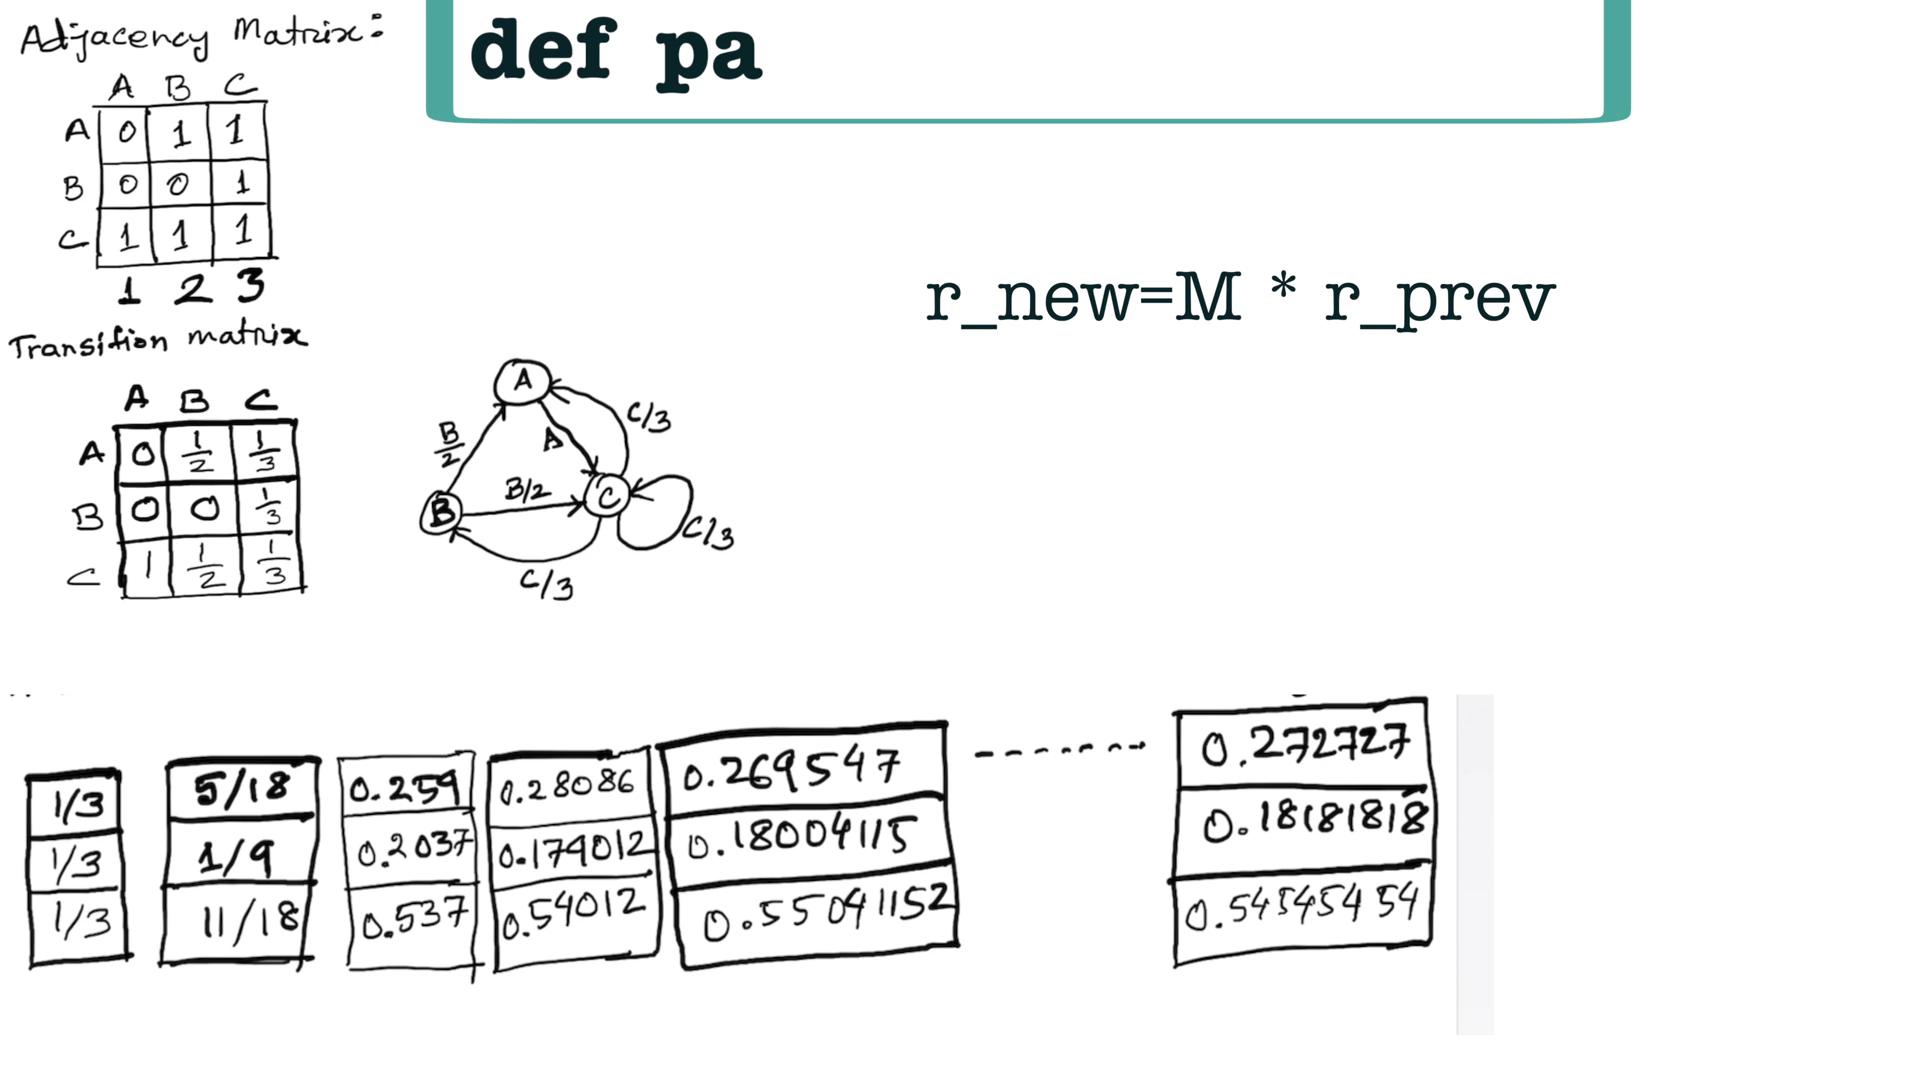 Adjacency Matrix:
A B C
A 0 1 1
B 0 0 1
C 1 1 1
1 2 3
def pa
r_new=M * r_prev
Transition matrix
A B C
A 0 1/2 1/3
B 0 0 1/3
C 1 1/2 1/3
A
C/3
B/2
A
B
B/2
C
C/3
C/3
1/3 5/18 0.259 0.28086 0.269547 0.272727
1/3 1/9 0.2037 0.179012 0.18004115 0.18181818
1/3 11/18 0.537 0.54012 0.55041152 0.545454 54